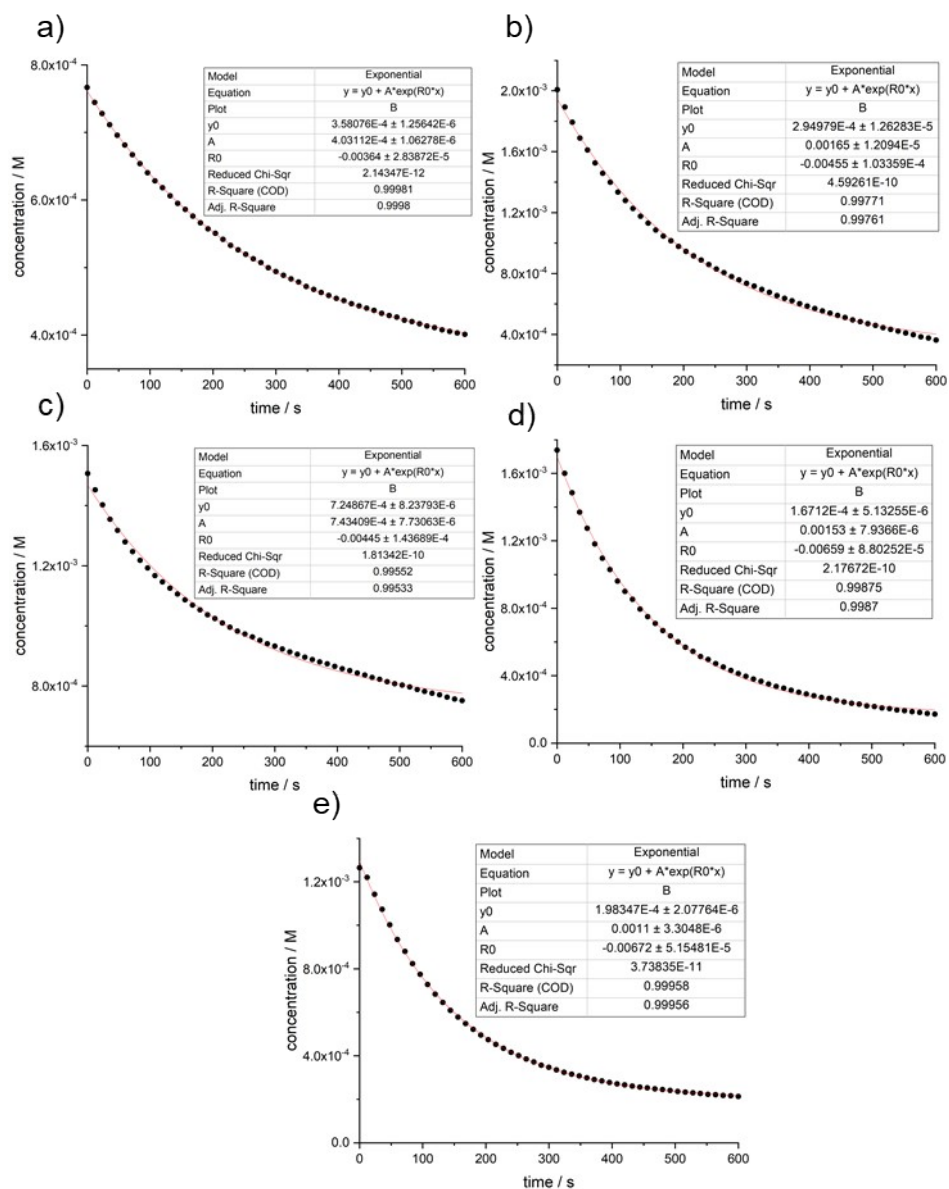 a)
concentration / M
8.0x10-4
6.0x10-4
4.0x10-4
0 100 200 300 400 500 600
time / s
Model Exponential
Equation y = y0 + A*exp(R0*x)
Plot B
y0 3.58076E-4 ± 1.25642E-6
A 4.03112E-4 ± 1.06278E-6
R0 -0.00364 ± 2.83872E-5
Reduced Chi-Sqr 2.14347E-12
R-Square (COD) 0.99981
Adj. R-Square 0.9998
b)
concentration / M
2.0x10-3
1.6x10-3
1.2x10-3
8.0x10-4
4.0x10-4
0 100 200 300 400 500 600
time / s
Model Exponential
Equation y = y0 + A*exp(R0*x)
Plot B
y0 2.94979E-4 ± 1.26283E-5
A 0.00165 ± 1.2094E-5
R0 -0.00455 ± 1.03359E-4
Reduced Chi-Sqr 4.59261E-10
R-Square (COD) 0.99771
Adj. R-Square 0.99761
c)
concentration / M
1.6x10-3
1.2x10-3
8.0x10-4
0 100 200 300 400 500 600
time / s
Model Exponential
Equation y = y0 + A*exp(R0*x)
Plot B
y0 7.24867E-4 ± 8.23793E-6
A 7.43409E-4 ± 7.73063E-6
R0 -0.00445 ± 1.43689E-4
Reduced Chi-Sqr 1.81342E-10
R-Square (COD) 0.99552
Adj. R-Square 0.99533
d)
concentration / M
1.6x10-3
1.2x10-3
8.0x10-4
4.0x10-4
0.0
0 100 200 300 400 500 600
time / s
Model Exponential
Equation y = y0 + A*exp(R0*x)
Plot B
y0 1.6712E-4 ± 5.13255E-6
A 0.00153 ± 7.9366E-6
R0 -0.00659 ± 8.80252E-5
Reduced Chi-Sqr 2.17672E-10
R-Square (COD) 0.99875
Adj. R-Square 0.9987
e)
concentration / M
1.2x10-3
8.0x10-4
4.0x10-4
0.0
0 100 200 300 400 500 600
time / s
Model Exponential
Equation y = y0 + A*exp(R0*x)
Plot B
y0 1.98347E-4 ± 2.07764E-6
A 0.0011 ± 3.3048E-6
R0 -0.00672 ± 5.15481E-5
Reduced Chi-Sqr 3.73835E-11
R-Square (COD) 0.99958
Adj. R-Square 0.99956